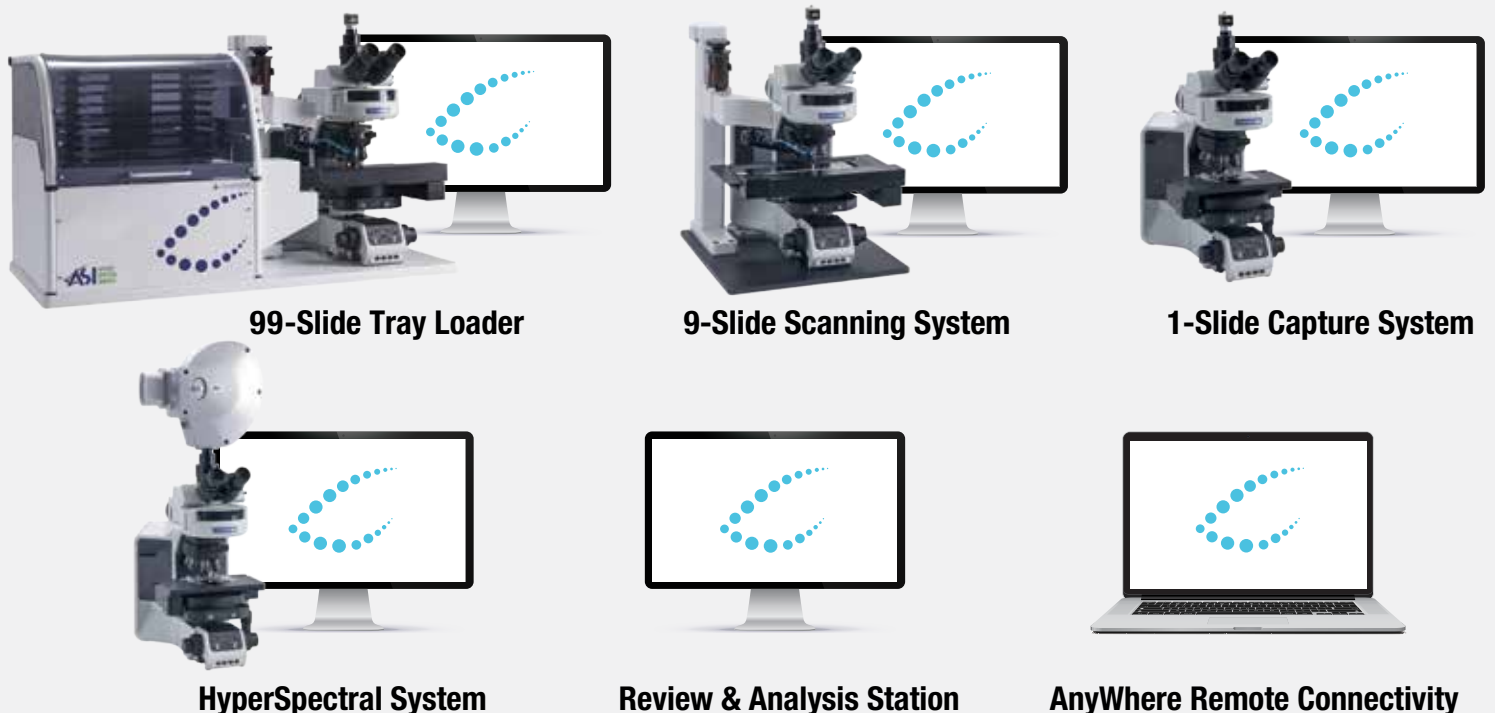 99-Slide Tray Loader
9-Slide Scanning System
1-Slide Capture System
ASI
HyperSpectral System
Review & Analysis Station
AnyWhere Remote Connectivity